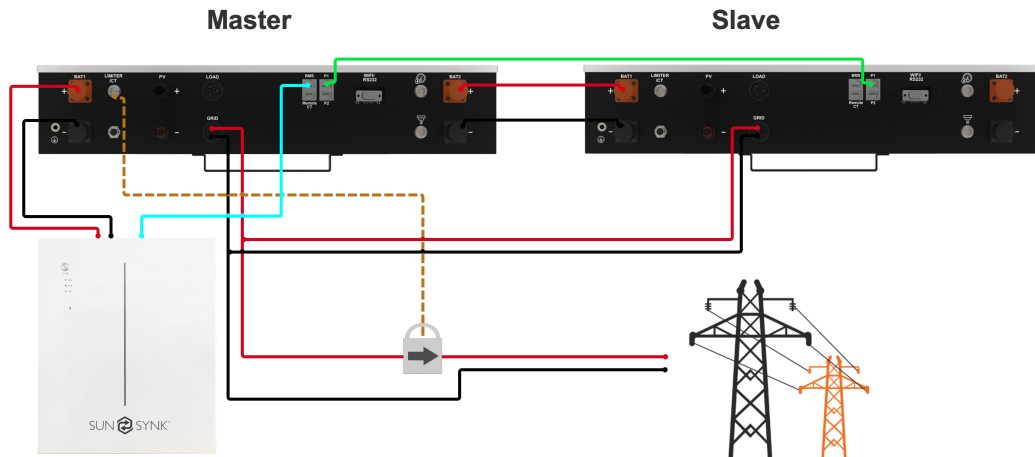 Master
Slave
BAT1
LIMITER
/CT
PV
LOAD
BMS
P1
WIFI/
RS232
BAT2
+
+
+
Remote
CT
P2
GRID
-
-
-
BAT1
LIMITER
/CT
PV
LOAD
BMS
P1
WIFI/
RS232
BAT2
+
+
+
Remote
CT
P2
GRID
-
-
-
SUN SYNK™